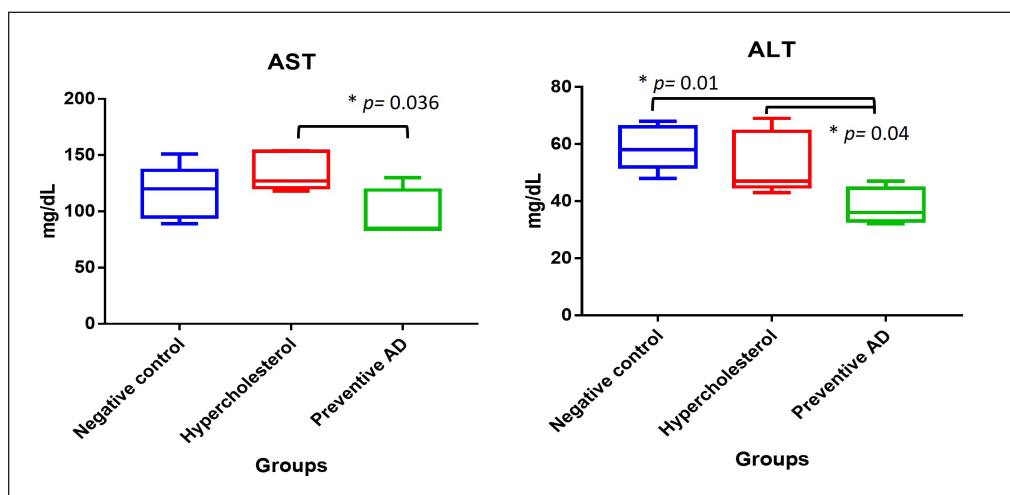 AST
* p= 0.036
200
150
100
50
0
mg/dL
Negative control
Hypercholesterol
Preventive AD
Groups
ALT
* p= 0.01
* p= 0.04
80
60
40
20
0
mg/dL
Negative control
Hypercholesterol
Preventive AD
Groups